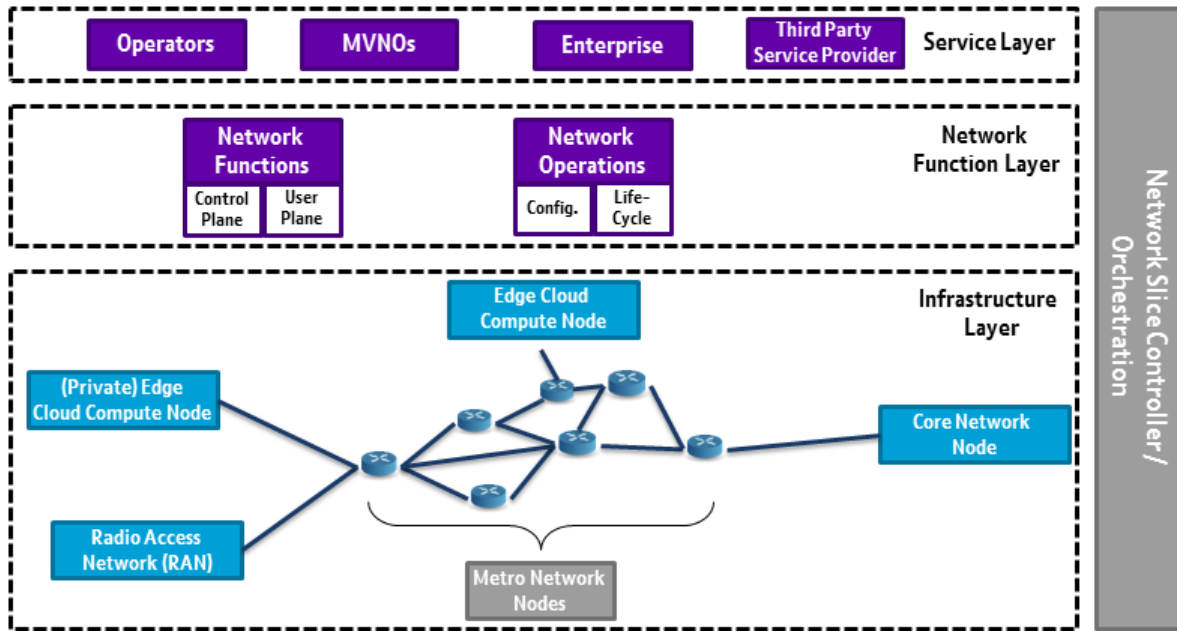 Operators
MVNOs
Enterprise
Third Party
Service Provider
Service Layer
Network
Functions
Control
Plane
User
Plane
Network
Operations
Config.
Life-
Cycle
Network
Function Layer
Edge Cloud
Compute Node
Infrastructure
Layer
(Private) Edge
Cloud Compute Node
Core Network
Node
Radio Access
Network (RAN)
Metro Network
Nodes
Network Slice Controller/
Orchestration